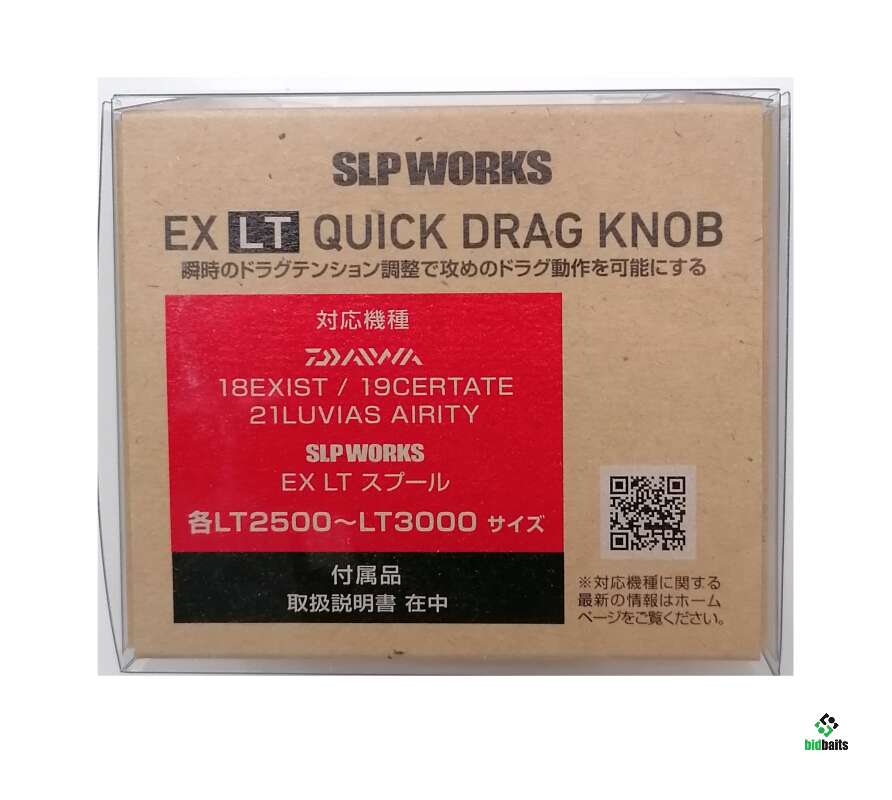 SLP WORKS
EX LT QUICK DRAG KNOB
瞬時のドラグテンション調整で攻めのドラグ動作を可能にする
対応機種
DAIWA
18EXIST / 19CERTATE
21LUVIAS AIRITY
SLP WORKS
EX LT スプール
各LT2500〜LT3000 サイズ
付属品
取扱説明書 在中
※対応機種に関する
最新の情報はホーム
ページをご覧ください。
bidbaits